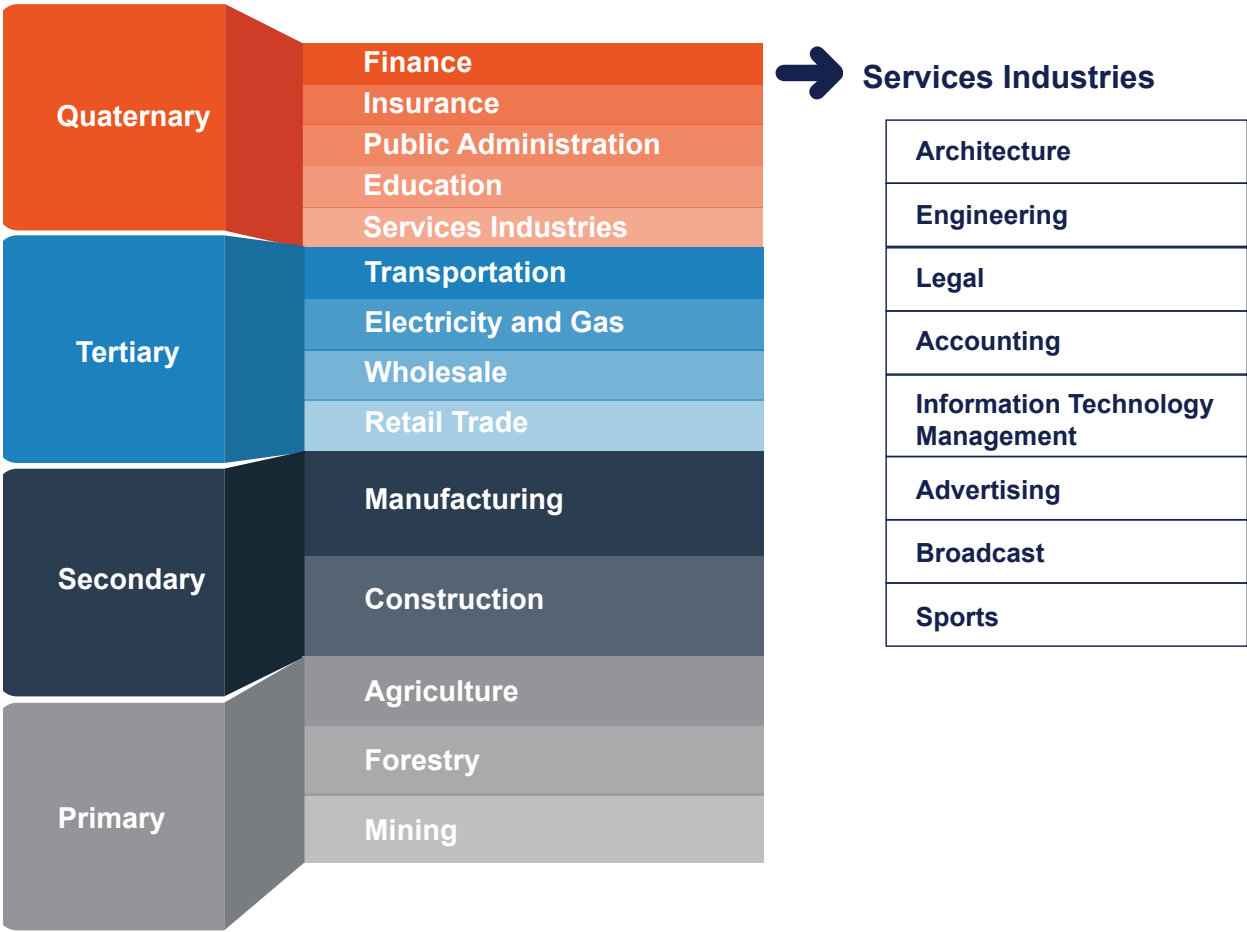 Quaternary
Finance
Insurance
Public Administration
Education
Services Industries
Tertiary
Transportation
Electricity and Gas
Wholesale
Retail Trade
Secondary
Manufacturing
Construction
Primary
Agriculture
Forestry
Mining
Services Industries
Architecture
Engineering
Legal
Accounting
Information Technology
Management
Advertising
Broadcast
Sports